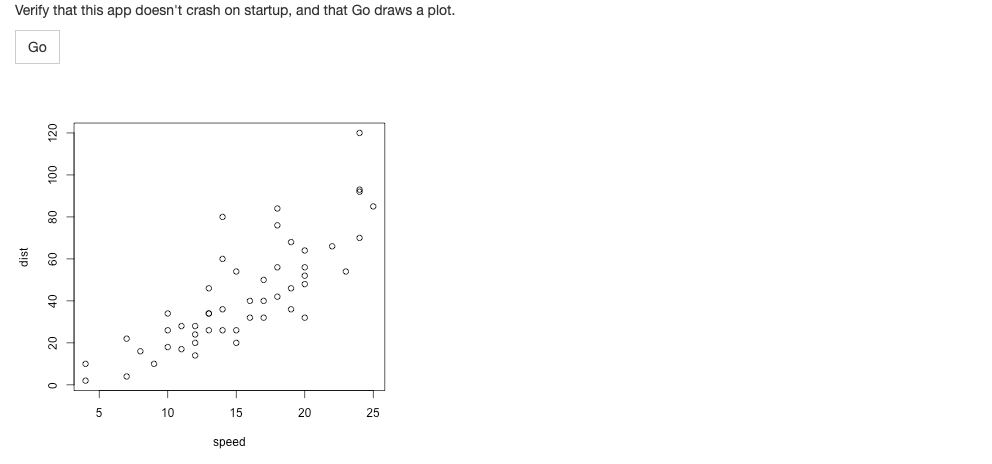 Verify that this app doesn't crash on startup, and that Go draws a plot.
Go
120
100
80
60
40
20
0
dist
5 10 15 20 25
speed